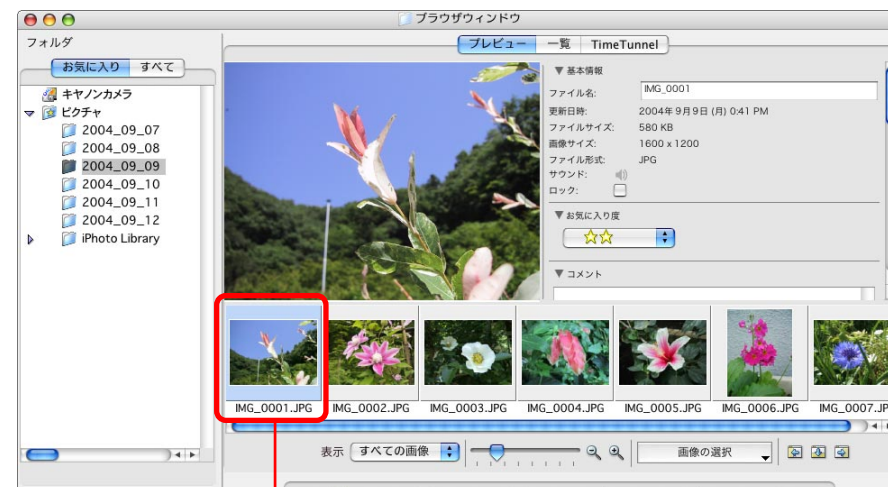 ブラウザウィンドウ
フォルダ
お気に入り すべて
キヤノンカメラ
ピクチャ
2004_09_07
2004_09_08
2004_09_09
2004_09_10
2004_09_11
2004_09_12
iPhoto Library
プレビュー 一覧 TimeTunnel
基本情報
ファイル名: IMG_0001
更新日時: 2004年 9月 9日 (月) 0:41 PM
ファイルサイズ: 580 KB
画像サイズ: 1600 x 1200
ファイル形式: JPG
サウンド:
ロック:
お気に入り度
コメント
IMG_0001.JPG IMG_0002.JPG IMG_0003.JPG IMG_0004.JPG IMG_0005.JPG IMG_0006.JPG IMG_0007.JP
表示 すべての画像 画像の選択